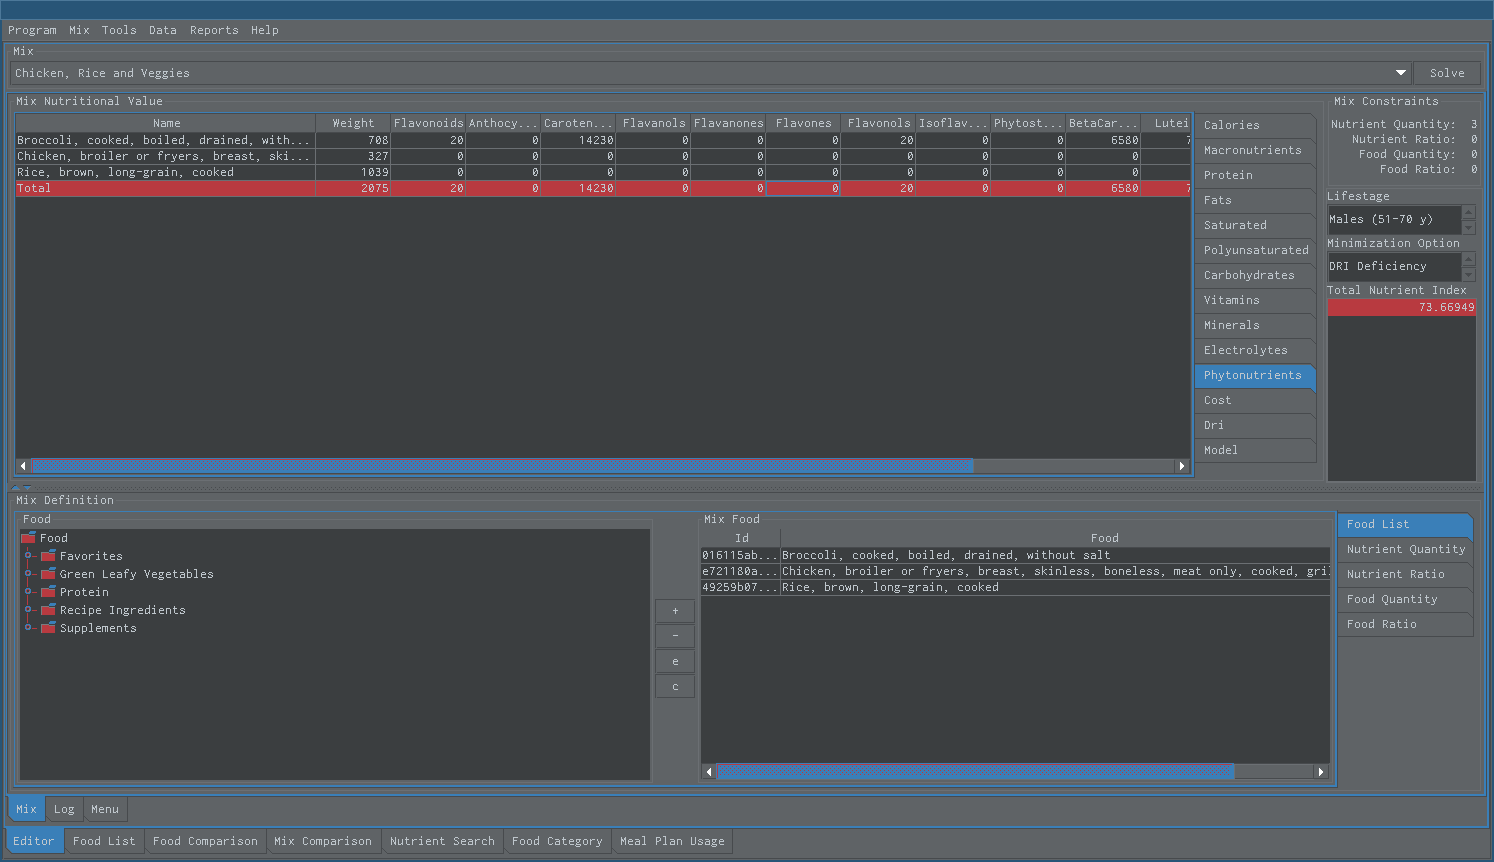 Program Mix Tools Data Reports Help
Mix
Chicken, Rice and Veggies
Solve
Mix Nutritional Value
Name Weight Flavonoids Anthocy... Caroten... Flavanols Flavanones Flavones Flavonols Isoflav... Phytost... BetaCar... Lutei
Broccoli, cooked, boiled, drained, with... 708 20 0 14230 0 0 0 20 0 0 6580 7
Chicken, broiler or fryers, breast, ski... 327 0 0 0 0 0 0 0 0 0 0
Rice, brown, long-grain, cooked 1039 0 0 0 0 0 0 0 0 0 0
Total 2075 20 0 14230 0 0 0 20 0 0 6580 7
Calories
Macronutrients
Protein
Fats
Saturated
Polyunsaturated
Carbohydrates
Vitamins
Minerals
Electrolytes
Phytonutrients
Cost
Dri
Model
Mix Constraints
Nutrient Quantity: 3
Nutrient Ratio: 0
Food Quantity: 0
Food Ratio: 0
Lifestage
Males (51-70 y)
Minimization Option
DRI Deficiency
Total Nutrient Index
73.66949
Mix Definition
Food
Food
Favorites
Green Leafy Vegetables
Protein
Recipe Ingredients
Supplements
+
-
e
c
Mix Food
Id Food
016115ab... Broccoli, cooked, boiled, drained, without salt
e721180a... Chicken, broiler or fryers, breast, skinless, boneless, meat only, cooked, gril
49259b07... Rice, brown, long-grain, cooked
Food List
Nutrient Quantity
Nutrient Ratio
Food Quantity
Food Ratio
Mix Log Menu
Editor Food List Food Comparison Mix Comparison Nutrient Search Food Category Meal Plan Usage